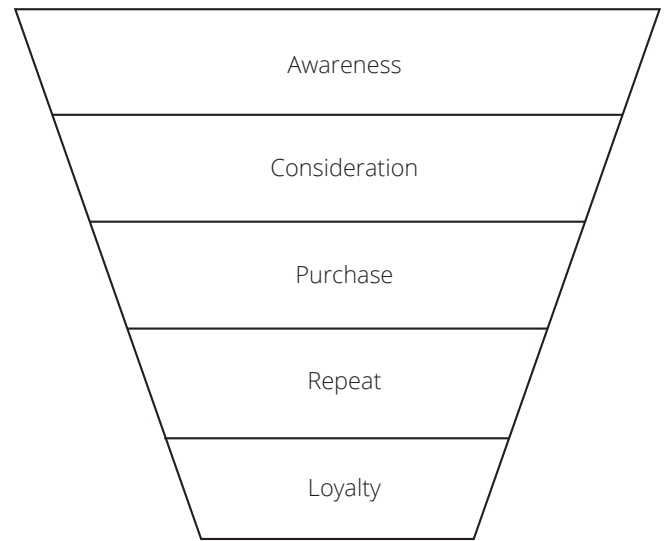 Awareness
Consideration
Purchase
Repeat
Loyalty